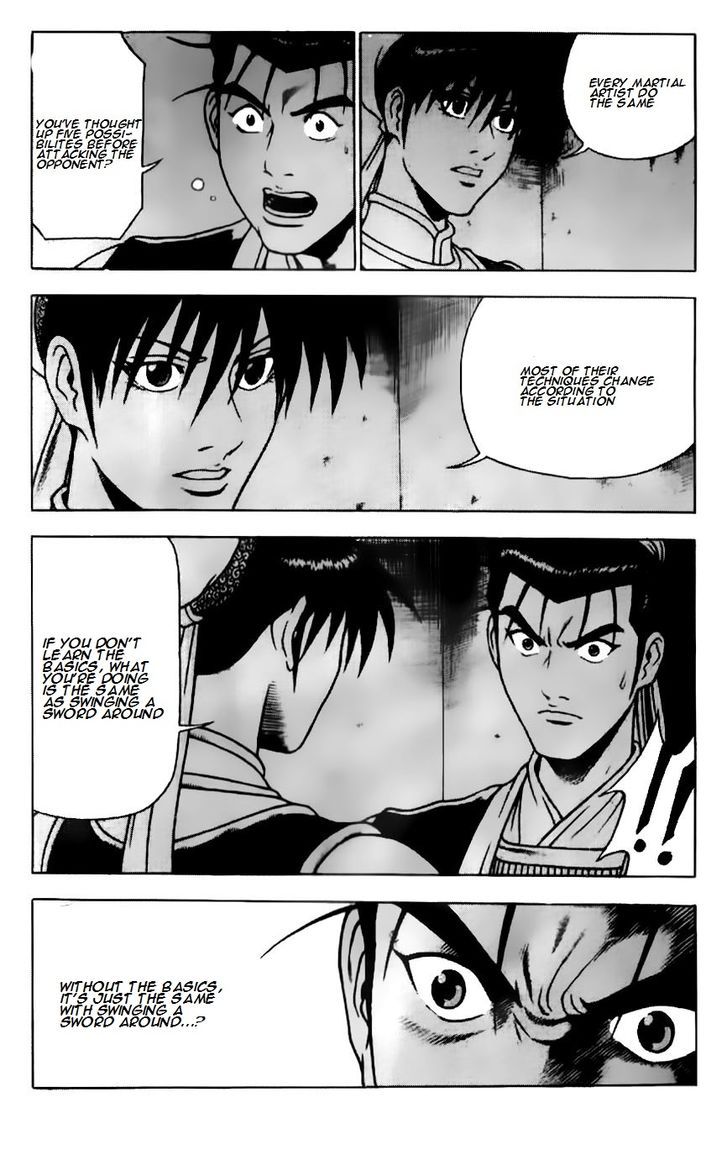 YOU'VE THOUGHT
UP FIVE POSSI-
BILITES BEFORE
ATTACKING THE
OPPONENT?
EVERY MARTIAL
ARTIST DO
THE SAME
MOST OF THEIR
TECHNIQUES CHANGE
ACCORDING TO
THE SITUATION
IF YOU DON'T
LEARN THE
BASICS, WHAT
YOU'RE DOING
IS THE SAME
AS SWINGING A
SWORD AROUND
!!
WITHOUT THE BASICS,
IT'S JUST THE SAME
WITH SWINGING A
SWORD AROUND...?